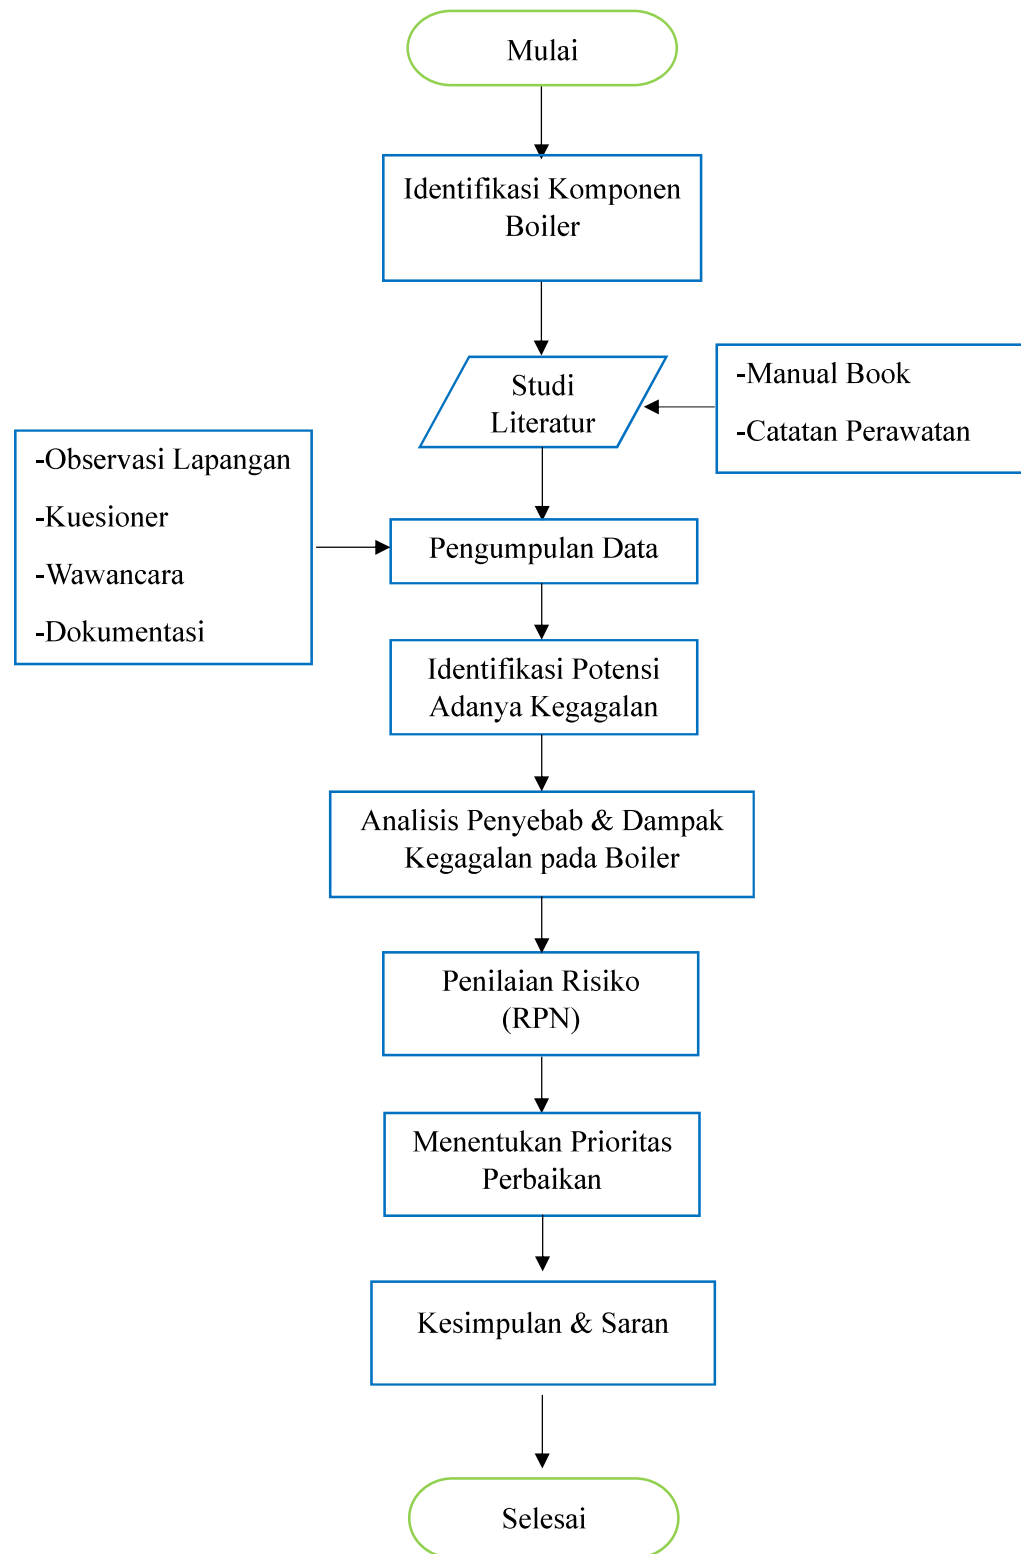 Mulai
Identifikasi Komponen
Boiler
Studi
Literatur
-Manual Book
-Catatan Perawatan
-Observasi Lapangan
-Kuesioner
-Wawancara
-Dokumentasi
Pengumpulan Data
Identifikasi Potensi
Adanya Kegagalan
Analisis Penyebab & Dampak
Kegagalan pada Boiler
Penilaian Risiko
(RPN)
Menentukan Prioritas
Perbaikan
Kesimpulan & Saran
Selesai